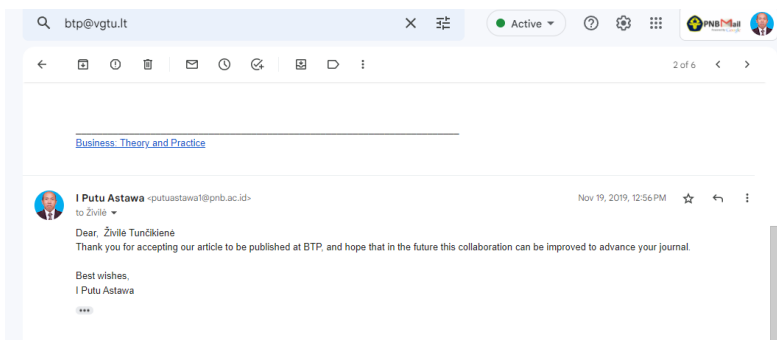 btp@vgtu.lt
Active
PNBMail
2 of 6
Business: Theory and Practice
I Putu Astawa <putuastawa1@pnb.ac.id>
Nov 19, 2019, 12:56 PM
to Živilė
Dear, Živilė Tunčikienė
Thank you for accepting our article to be published at BTP, and hope that in the future this collaboration can be improved to advance your journal.
Best wishes,
I Putu Astawa